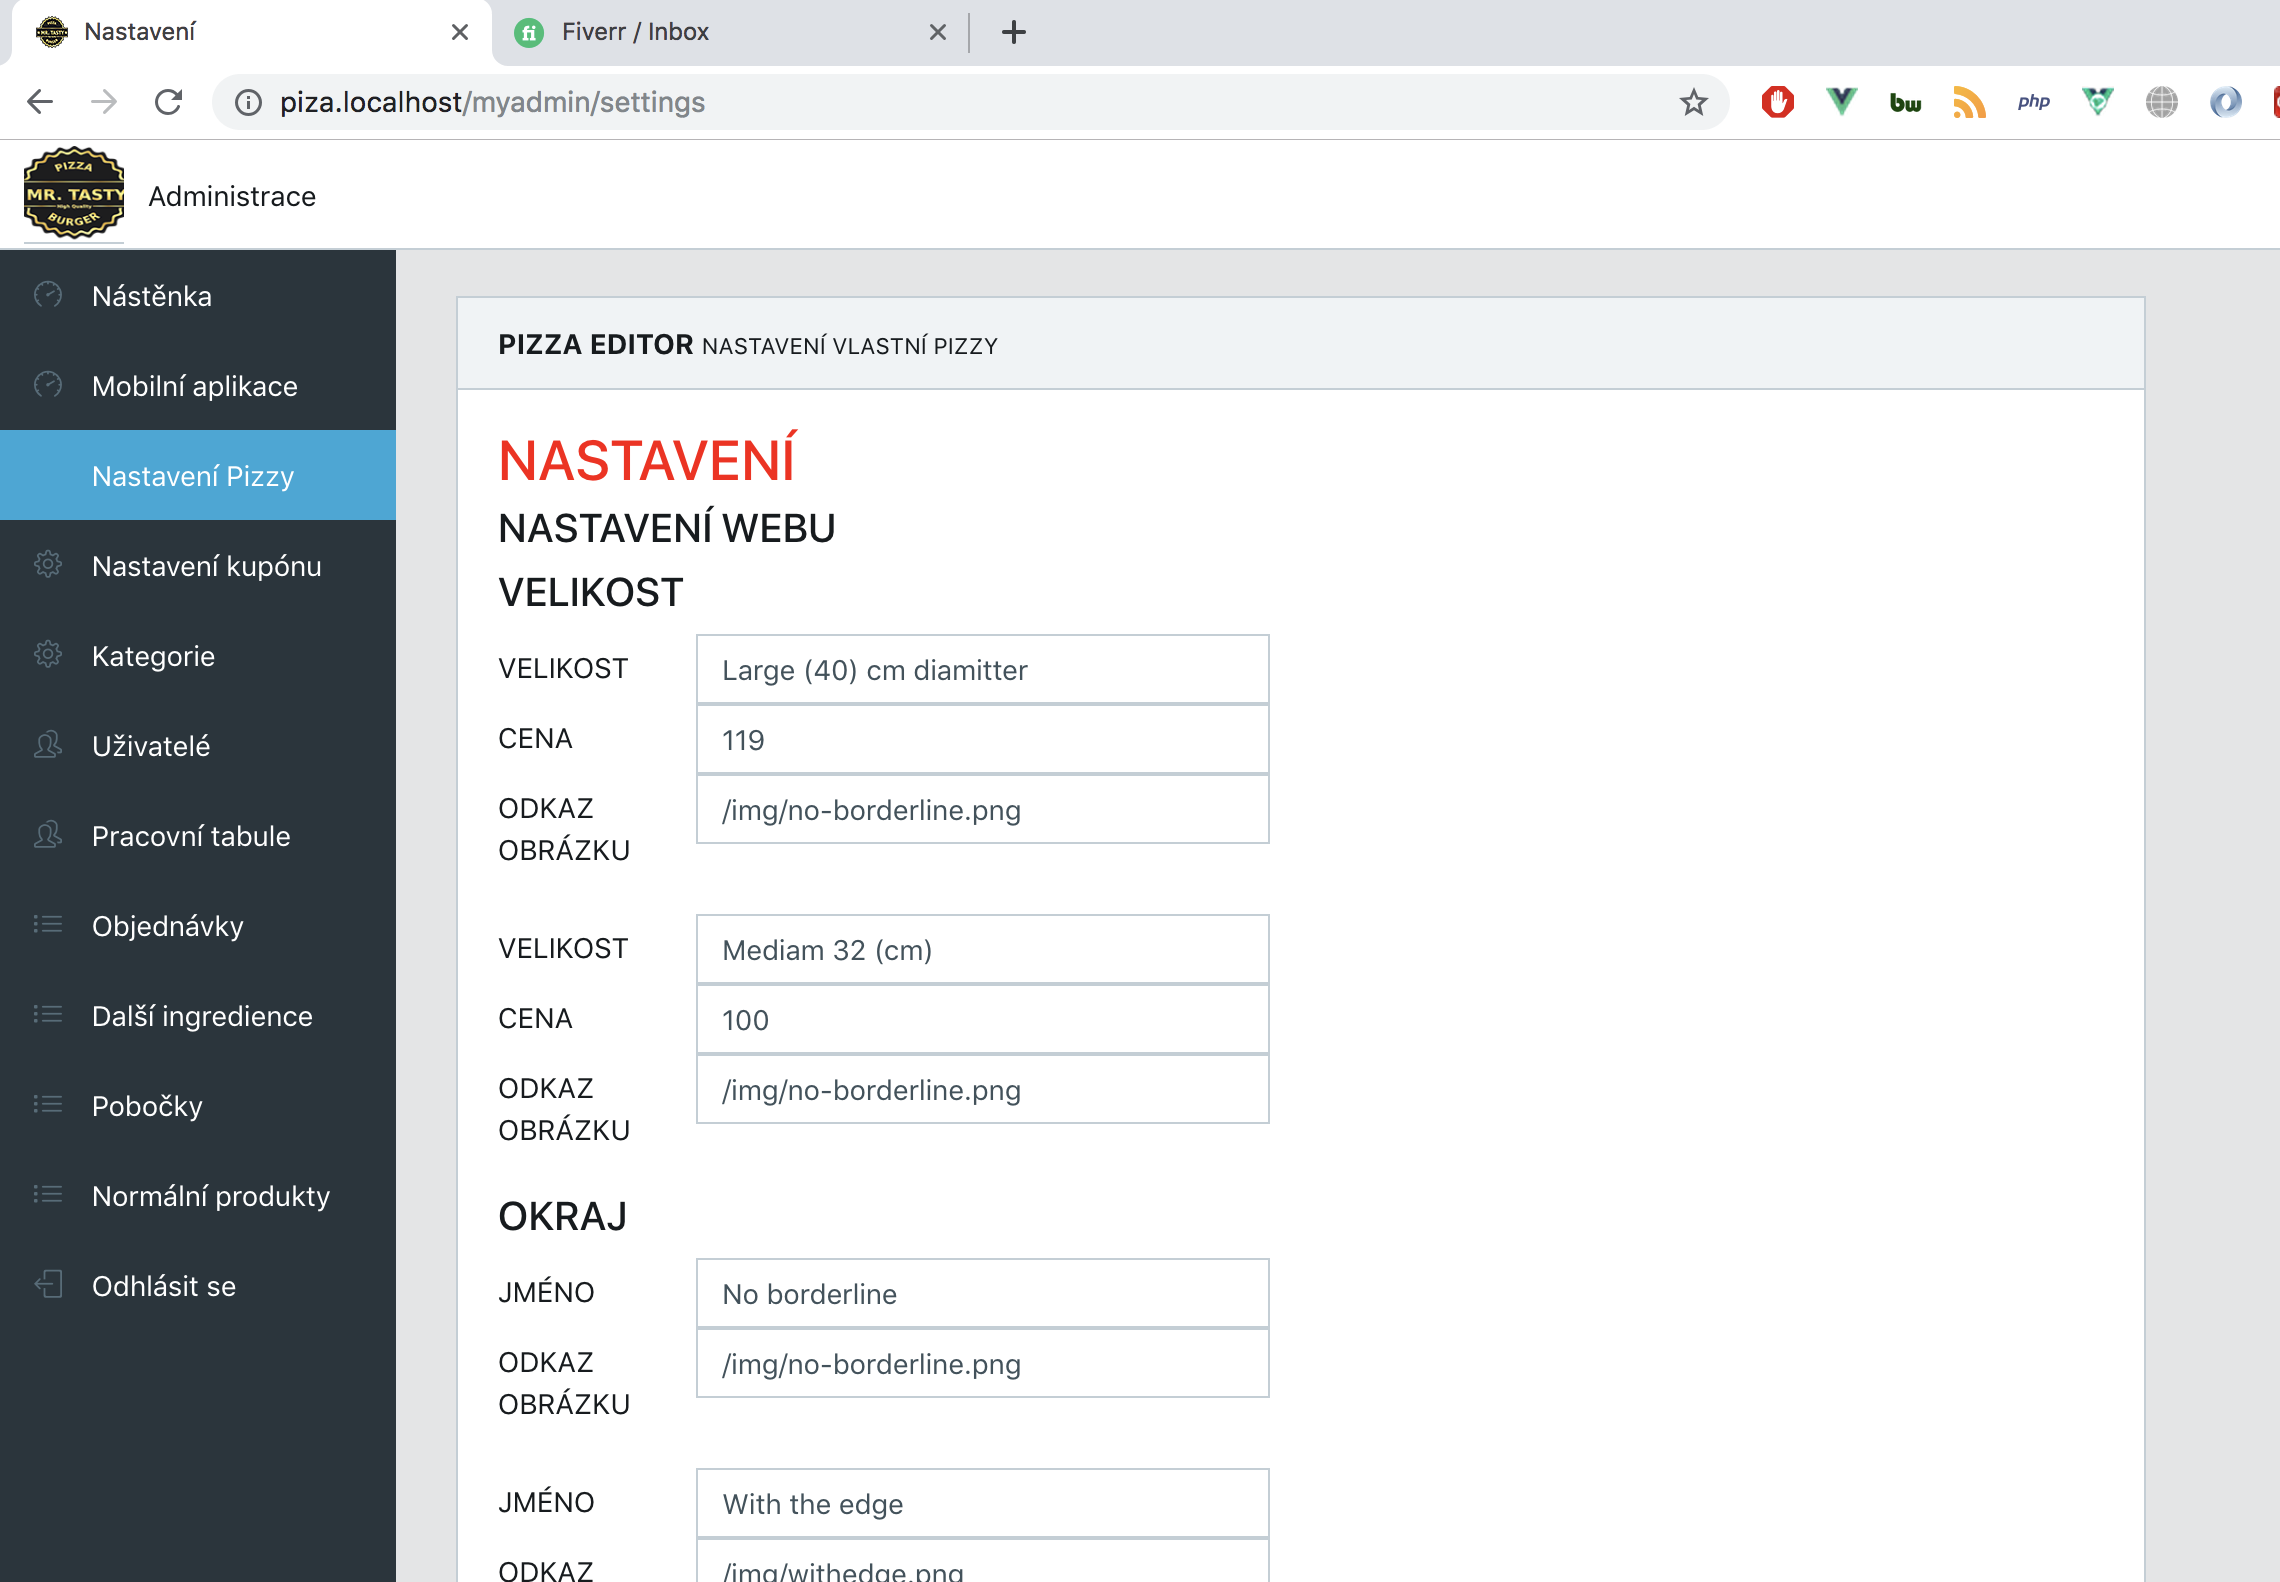 Nastavení
Fiverr / Inbox
piza.localhost/myadmin/settings
bw
php
PIZZA
MR. TASTY
High Quality
BURGER
Administrace
Nástěnka
Mobilní aplikace
Nastavení Pizzy
Nastavení kupónu
Kategorie
Uživatelé
Pracovní tabule
Objednávky
Další ingredience
Pobočky
Normální produkty
Odhlásit se
PIZZA EDITOR NASTAVENÍ VLASTNÍ PIZZY
NASTAVENÍ
NASTAVENÍ WEBU
VELIKOST
VELIKOST Large (40) cm diamitter
CENA 119
ODKAZ OBRÁZKU /img/no-borderline.png
VELIKOST Mediam 32 (cm)
CENA 100
ODKAZ OBRÁZKU /img/no-borderline.png
OKRAJ
JMÉNO No borderline
ODKAZ OBRÁZKU /img/no-borderline.png
JMÉNO With the edge
ODKAZ /img/withedge.png